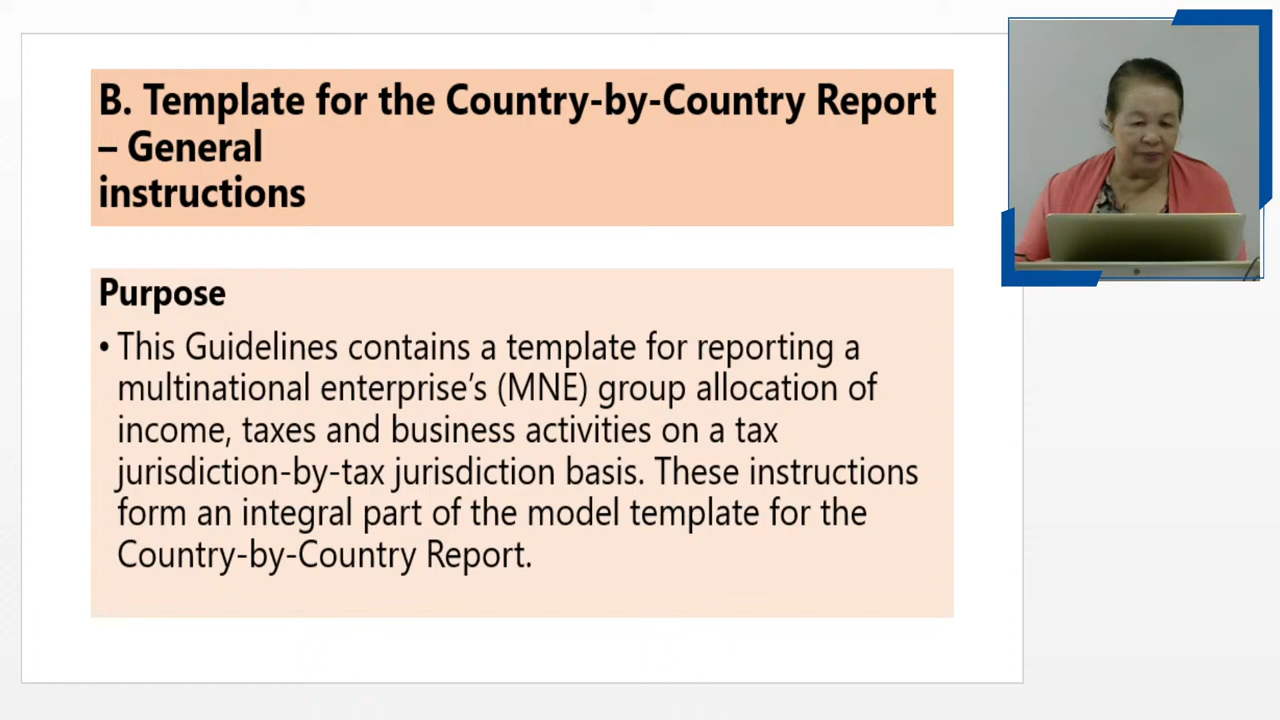 B. Template for the Country-by-Country Report
– General
instructions
Purpose
• This Guidelines contains a template for reporting a
multinational enterprise’s (MNE) group allocation of
income, taxes and business activities on a tax
jurisdiction-by-tax jurisdiction basis. These instructions
form an integral part of the model template for the
Country-by-Country Report.